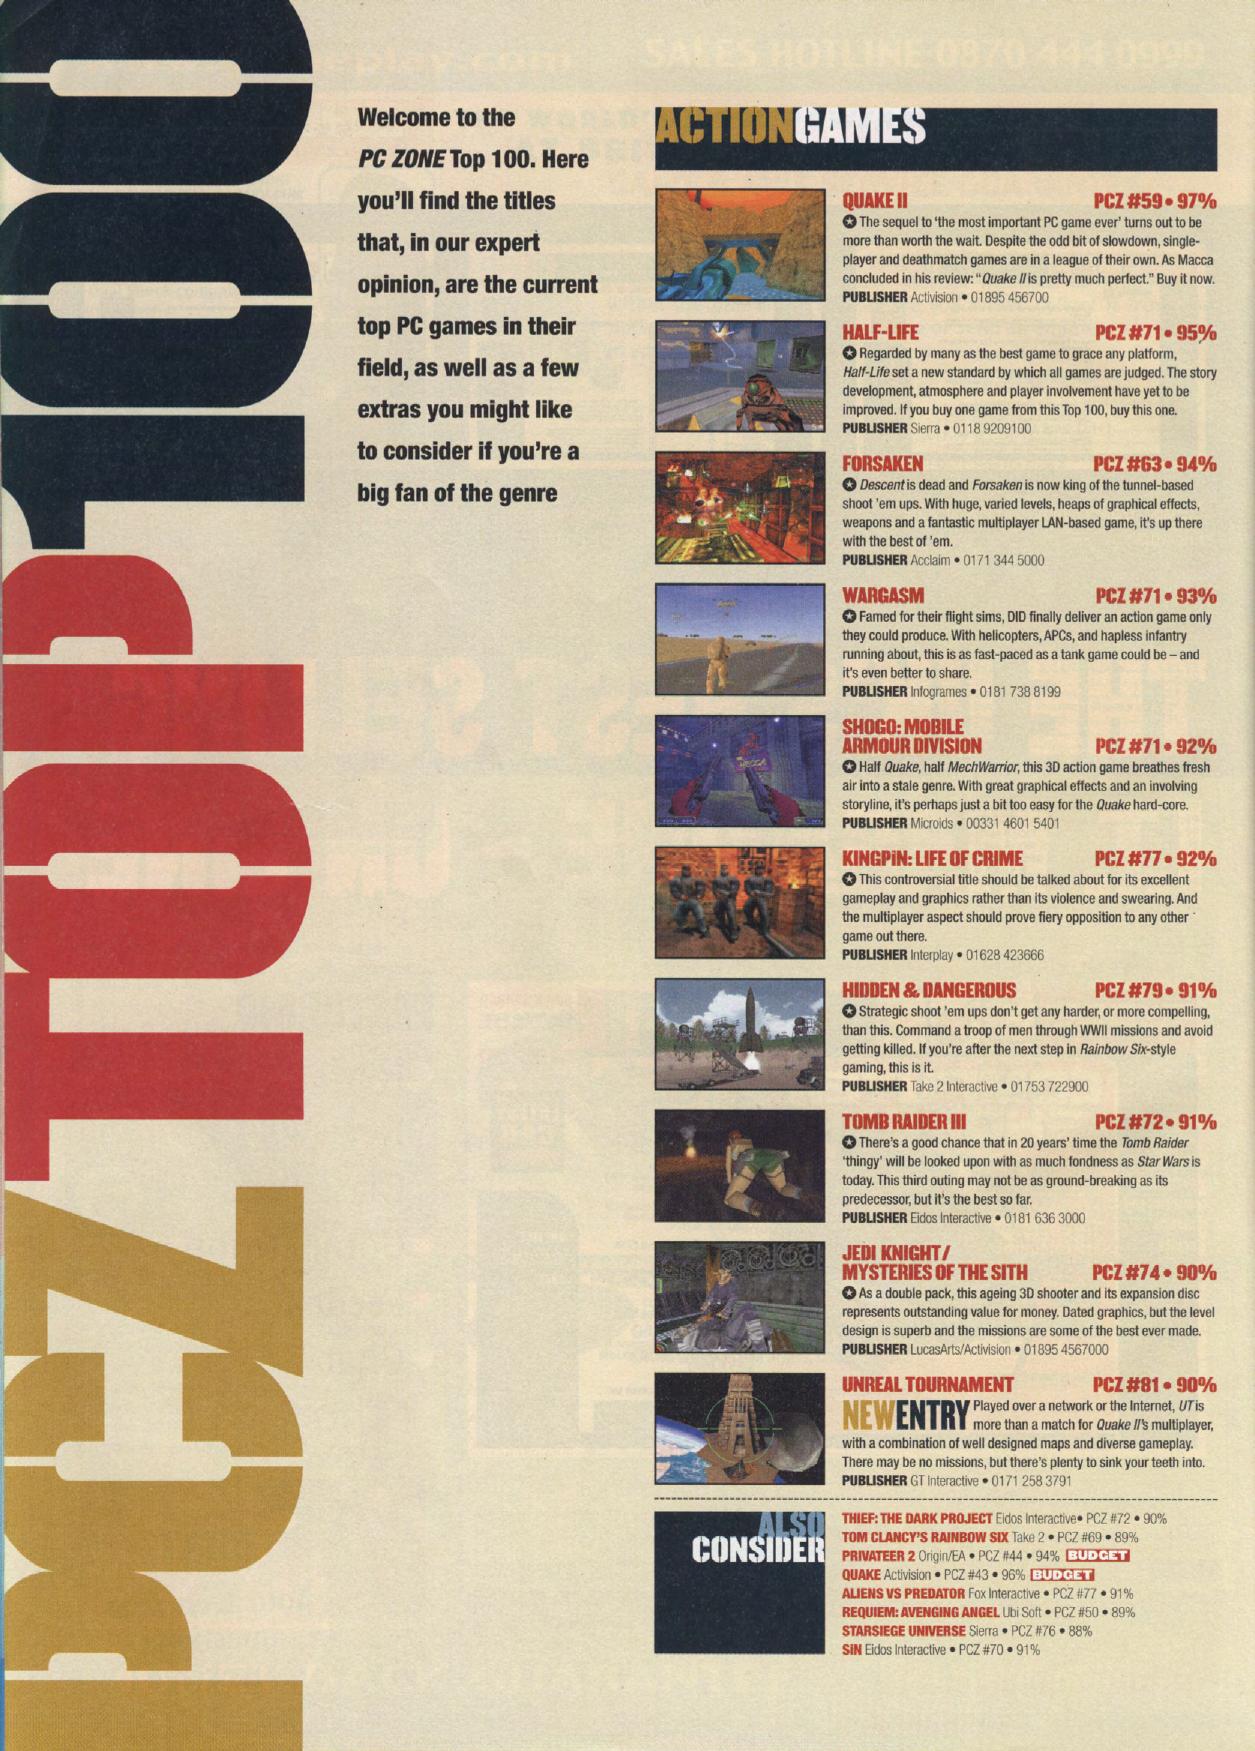 PCZTOP100
Welcome to the
PC ZONE Top 100. Here
you'll find the titles
that, in our expert
opinion, are the current
top PC games in their
field, as well as a few
extras you might like
to consider if you're a
big fan of the genre
ACTIONGAMES
QUAKE II PCZ #59 • 97%
The sequel to 'the most important PC game ever' turns out to be
more than worth the wait. Despite the odd bit of slowdown, single-
player and deathmatch games are in a league of their own. As Macca
concluded in his review: "Quake II is pretty much perfect." Buy it now.
PUBLISHER Activision • 01895 456700
HALF-LIFE PCZ #71 • 95%
Regarded by many as the best game to grace any platform,
Half-Life set a new standard by which all games are judged. The story
development, atmosphere and player involvement have yet to be
improved. If you buy one game from this Top 100, buy this one.
PUBLISHER Sierra • 0118 9209100
FORSAKEN PCZ #63 • 94%
Descent is dead and Forsaken is now king of the tunnel-based
shoot 'em ups. With huge, varied levels, heaps of graphical effects,
weapons and a fantastic multiplayer LAN-based game, it's up there
with the best of 'em.
PUBLISHER Acclaim • 0171 344 5000
WARGASM PCZ #71 • 93%
Famed for their flight sims, DID finally deliver an action game only
they could produce. With helicopters, APCs, and hapless infantry
running about, this is as fast-paced as a tank game could be – and
it's even better to share.
PUBLISHER Infogrames • 0181 738 8199
SHOGO: MOBILE
ARMOUR DIVISION PCZ #71 • 92%
Half Quake, half MechWarrior, this 3D action game breathes fresh
air into a stale genre. With great graphical effects and an involving
storyline, it's perhaps just a bit too easy for the Quake hard-core.
PUBLISHER Microids • 00331 4601 5401
KINGPiN: LIFE OF CRIME PCZ #77 • 92%
This controversial title should be talked about for its excellent
gameplay and graphics rather than its violence and swearing. And
the multiplayer aspect should prove fiery opposition to any other
game out there.
PUBLISHER Interplay • 01628 423666
HIDDEN & DANGEROUS PCZ #79 • 91%
Strategic shoot 'em ups don't get any harder, or more compelling,
than this. Command a troop of men through WWII missions and avoid
getting killed. If you're after the next step in Rainbow Six-style
gaming, this is it.
PUBLISHER Take 2 Interactive • 01753 722900
TOMB RAIDER III PCZ #72 • 91%
There's a good chance that in 20 years' time the Tomb Raider
'thingy' will be looked upon with as much fondness as Star Wars is
today. This third outing may not be as ground-breaking as its
predecessor, but it's the best so far.
PUBLISHER Eidos Interactive • 0181 636 3000
JEDI KNIGHT/
MYSTERIES OF THE SITH PCZ #74 • 90%
As a double pack, this ageing 3D shooter and its expansion disc
represents outstanding value for money. Dated graphics, but the level
design is superb and the missions are some of the best ever made.
PUBLISHER LucasArts/Activision • 01895 4567000
UNREAL TOURNAMENT PCZ #81 • 90%
NEWENTRY Played over a network or the Internet, UT is
more than a match for Quake II's multiplayer,
with a combination of well designed maps and diverse gameplay.
There may be no missions, but there's plenty to sink your teeth into.
PUBLISHER GT Interactive • 0171 258 3791
ALSO
CONSIDER
THIEF: THE DARK PROJECT Eidos Interactive• PCZ #72 • 90%
TOM CLANCY'S RAINBOW SIX Take 2 • PCZ #69 • 89%
PRIVATEER 2 Origin/EA • PCZ #44 • 94% BUDGET
QUAKE Activision • PCZ #43 • 96% BUDGET
ALIENS VS PREDATOR Fox Interactive • PCZ #77 • 91%
REQUIEM: AVENGING ANGEL Ubi Soft • PCZ #50 • 89%
STARSIEGE UNIVERSE Sierra • PCZ #76 • 88%
SIN Eidos Interactive • PCZ #70 • 91%